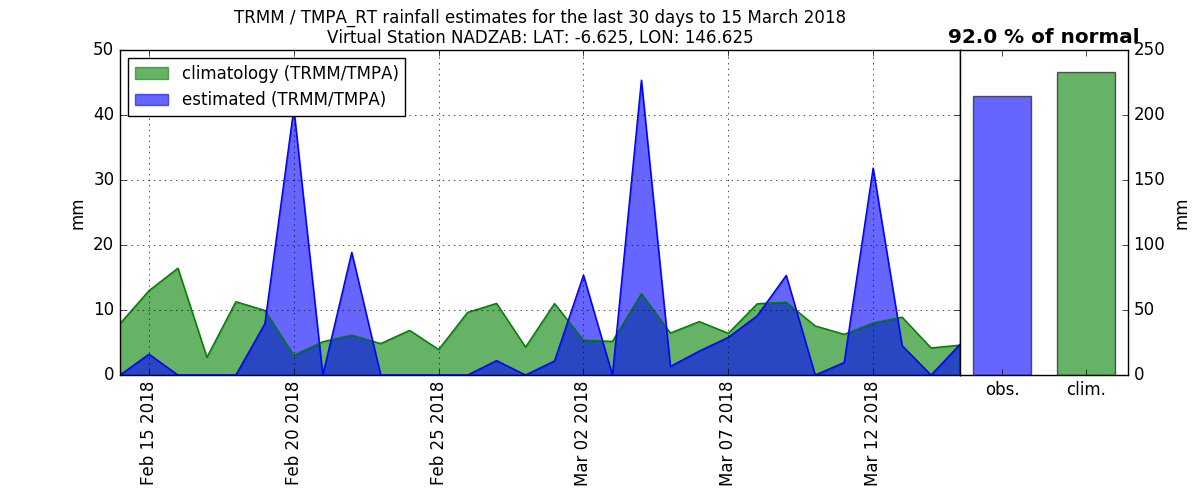 TRMM / TMPA_RT rainfall estimates for the last 30 days to 15 March 2018
Virtual Station NADZAB: LAT: -6.625, LON: 146.625
92.0 % of normal
climatology (TRMM/TMPA)
estimated (TRMM/TMPA)
50
40
30
20
10
0
mm
Feb 15 2018
Feb 20 2018
Feb 25 2018
Mar 02 2018
Mar 07 2018
Mar 12 2018
obs.
clim.
250
200
150
100
50
0
mm